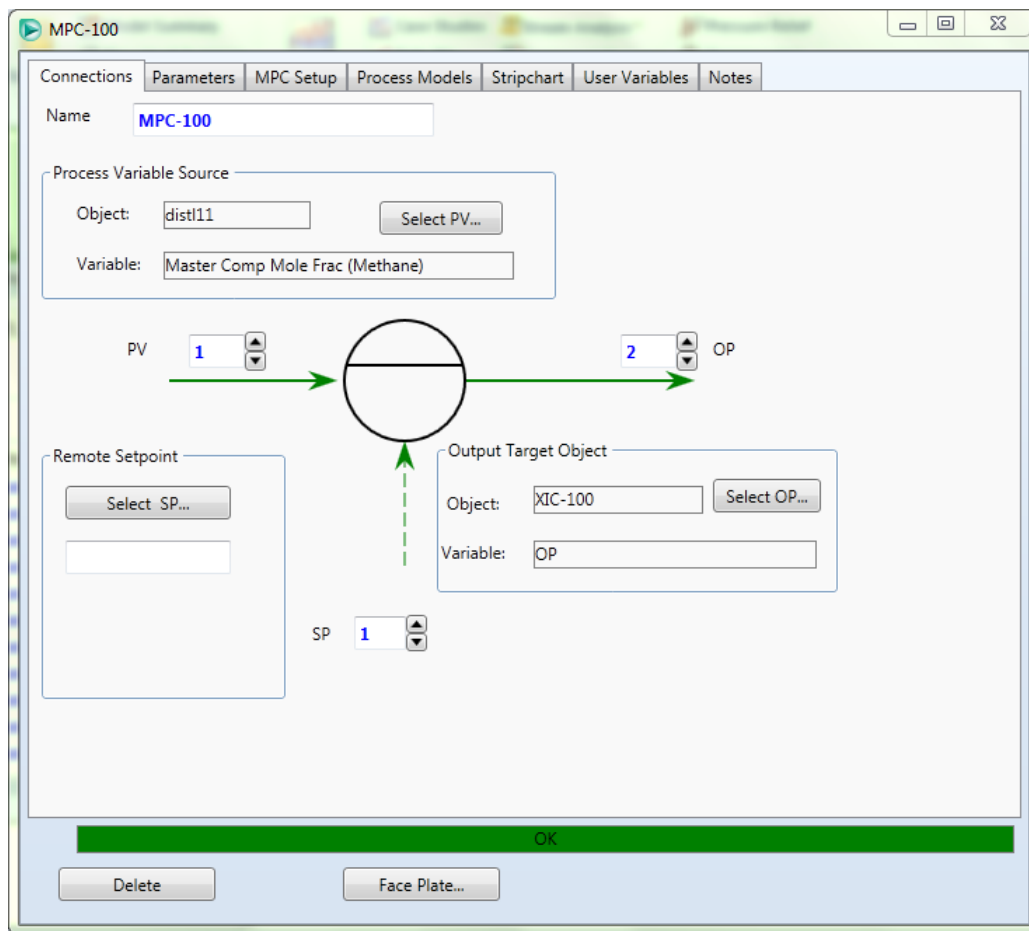 MPC-100
Connections Parameters MPC Setup Process Models Stripchart User Variables Notes
Name MPC-100
Process Variable Source
Object: distl11 Select PV...
Variable: Master Comp Mole Frac (Methane)
PV 1 2 OP
Remote Setpoint
Select SP...
Output Target Object
Object: XIC-100 Select OP...
Variable: OP
SP 1
OK
Delete Face Plate...